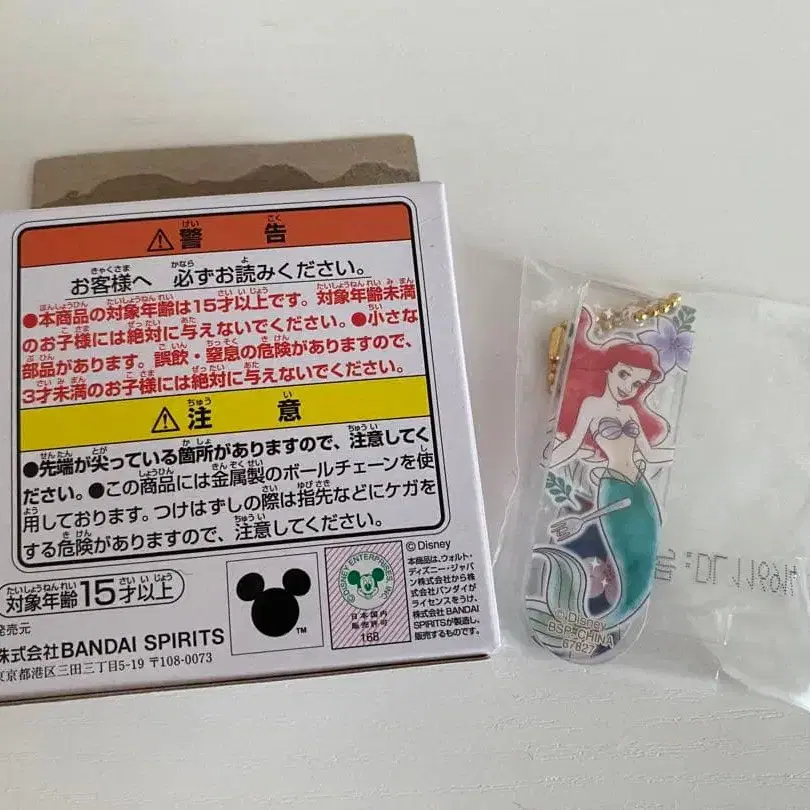 ⚠警告
お客様へ 必ずお読みください。
●本商品の対象年齢は15才以上です。対象年齢未満
のお子様には絶対に与えないでください。●小さな
部品があります。誤飲・窒息の危険がありますので、
3才未満のお子様には絶対に与えないでください。
⚠注意
●先端が尖っている箇所がありますので、注意してく
ださい。●この商品には金属製のボールチェーンを使
用しております。つけはずしの際は指先などにケガを
する危険がありますので、注意してください。
対象年齢15才以上
発売元
株式会社BANDAI SPIRITS
東京都港区三田三丁目5-19 〒108-0073
TM
©DISNEY ENTERPRISES
日本国内
販売許可
168
©Disney
本商品は、ウォルト・
ディズニー・ジャパ
ン株式会社から株
式会社バンダイが
ライセンスをうけ、
株式会社BANDAI
SPIRITSが製造し、
販売するものです。
©Disney
BSP・CHINA
67827